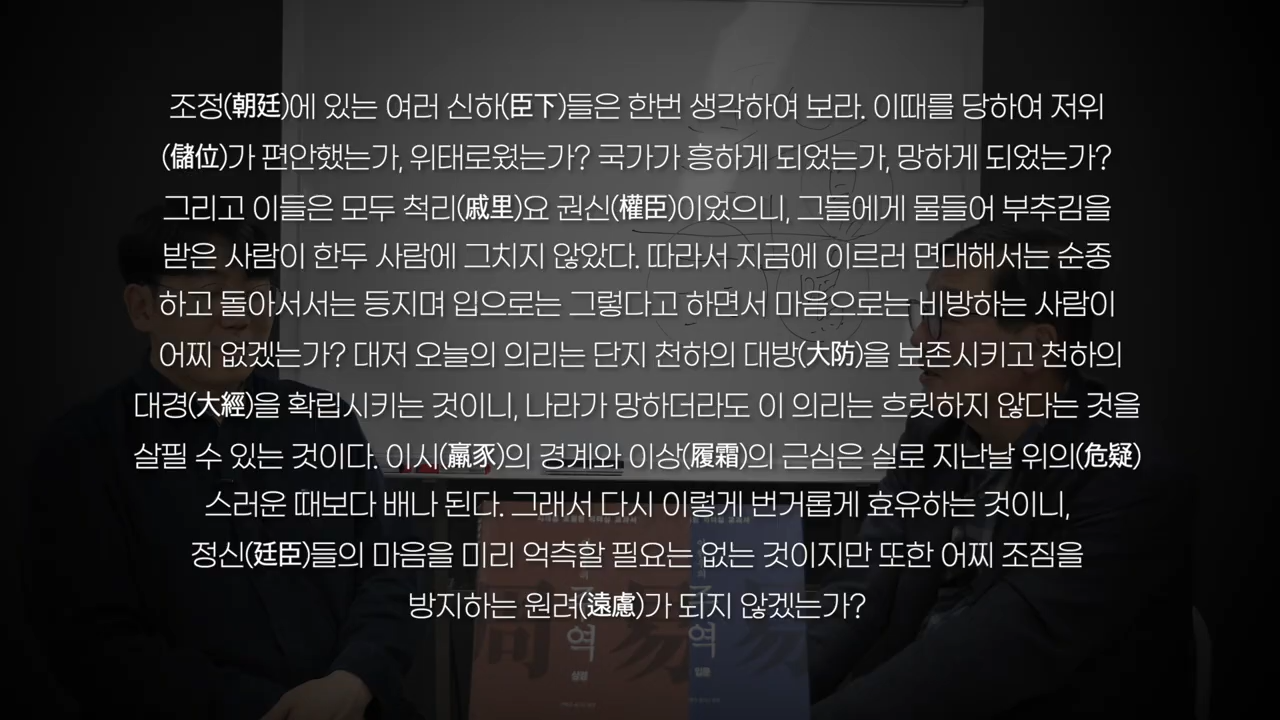 조정(朝廷)에 있는 여러 신하(臣下)들은 한번 생각하여 보라. 이때를 당하여 저위
(儲位)가 편안했는가, 위태로웠는가? 국가가 흥하게 되었는가, 망하게 되었는가?
그리고 이들은 모두 척리(戚里)요 권신(權臣)이었으니, 그들에게 물들어 부추김을
받은 사람이 한두 사람에 그치지 않았다. 따라서 지금에 이르러 면대해서는 순종
하고 돌아서서는 등지며 입으로는 그렇다고 하면서 마음으로는 비방하는 사람이
어찌 없겠는가? 대저 오늘의 의리는 단지 천하의 대방(大防)을 보존시키고 천하의
대경(大經)을 확립시키는 것이니, 나라가 망하더라도 이 의리는 흐릿하지 않다는 것을
살필 수 있는 것이다. 이시(羸豕)의 경계와 이상(履霜)의 근심은 실로 지난날 위의(危疑)
스러운 때보다 배나 된다. 그래서 다시 이렇게 번거롭게 효유하는 것이니,
정신(廷臣)들의 마음을 미리 억측할 필요는 없는 것이지만 또한 어찌 조짐을
방지하는 원려(遠慮)가 되지 않겠는가?
周易
역
역